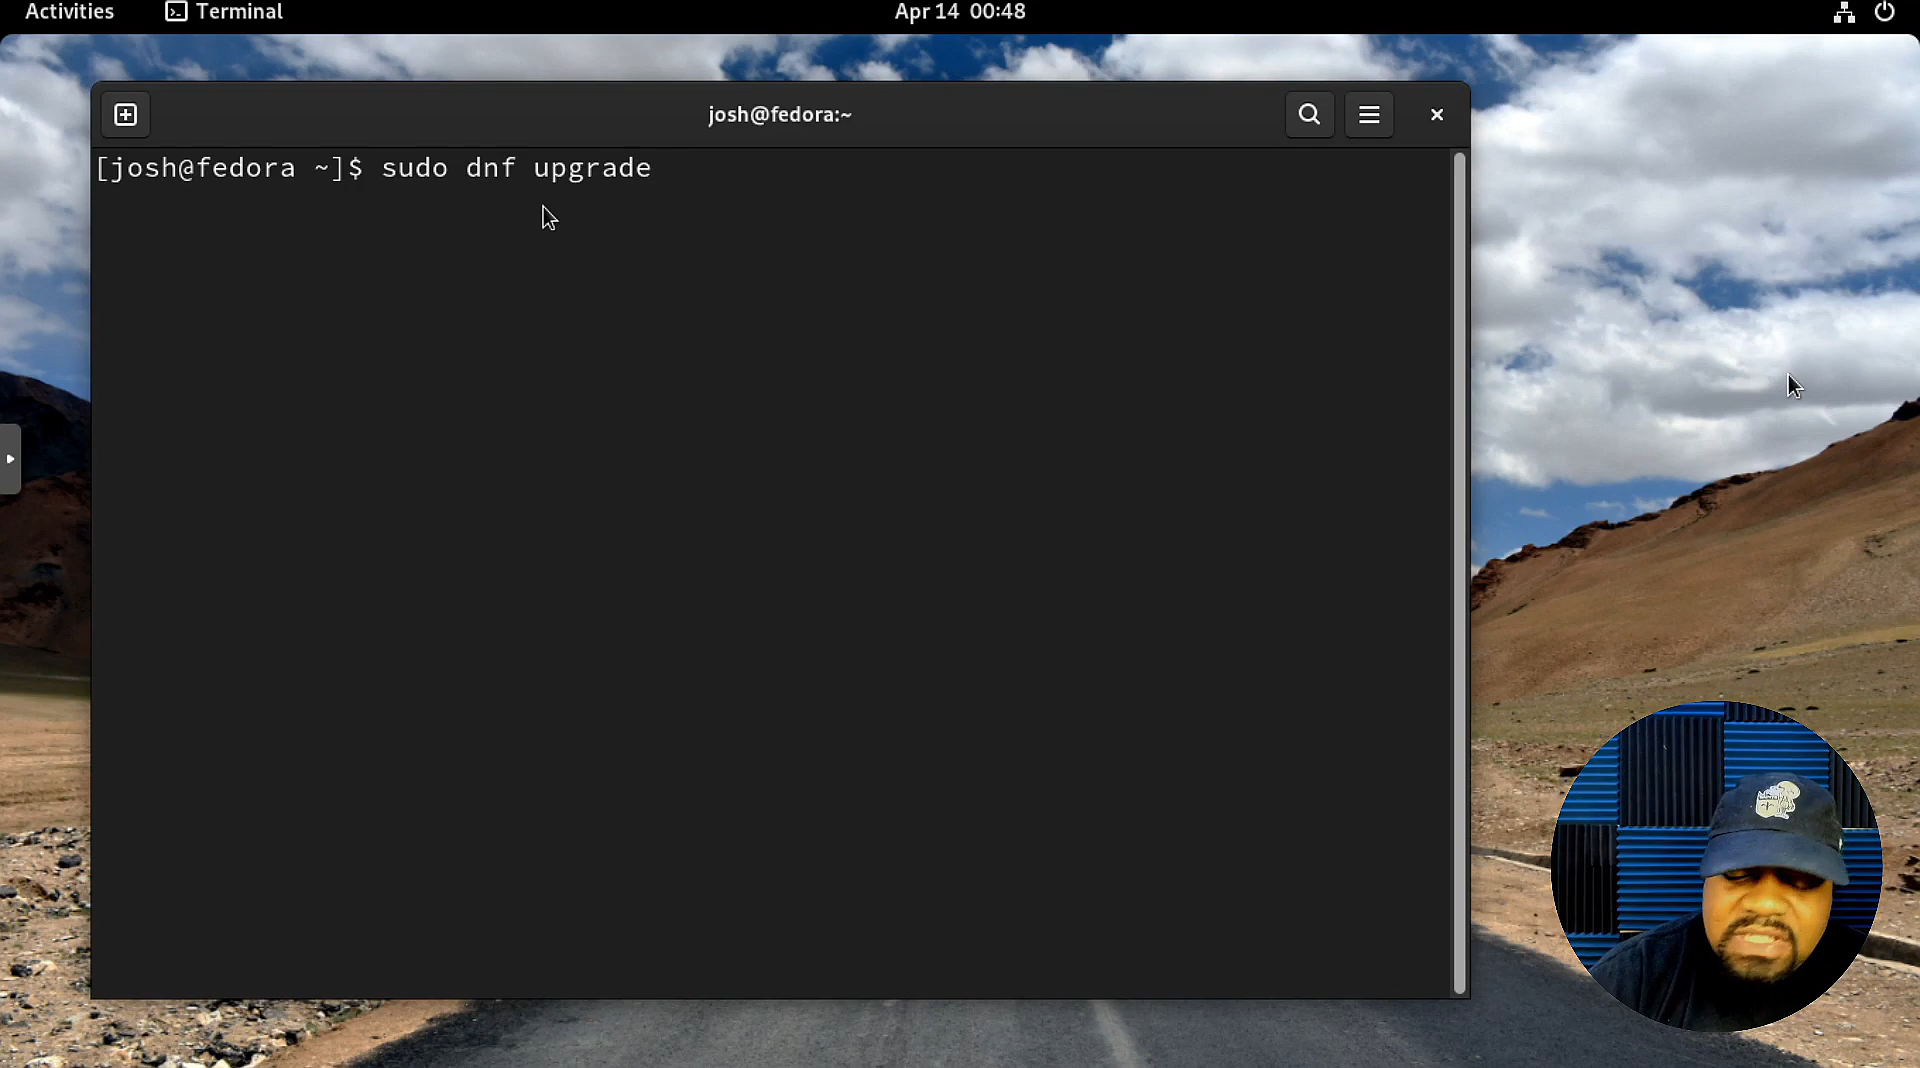 Activities Terminal Apr 14 00:48
josh@fedora:~
[josh@fedora ~]$ sudo dnf upgrade